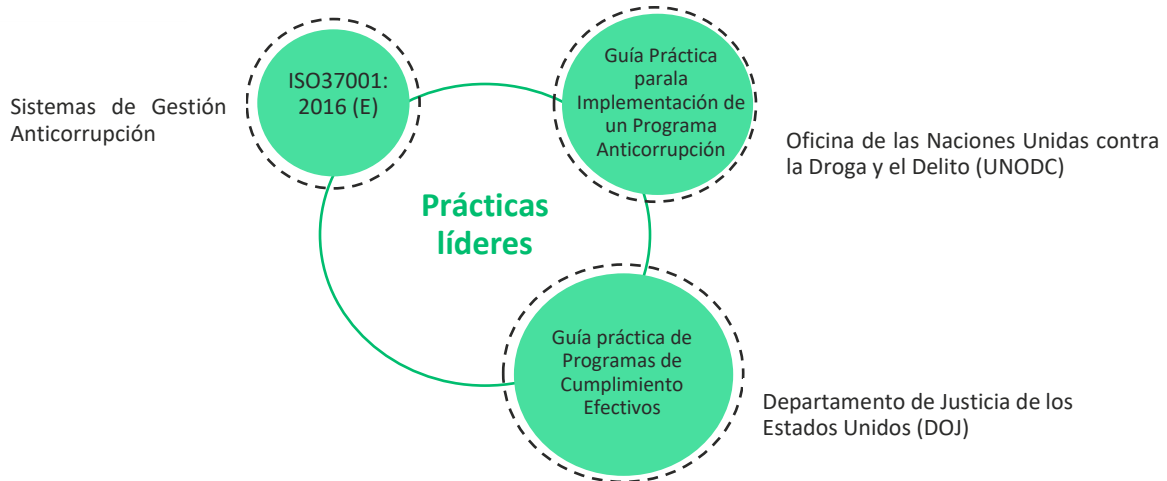 Sistemas de Gestión
Anticorrupción
ISO37001:
2016 (E)
Guía Práctica
parala
Implementación de
un Programa
Anticorrupción
Oficina de las Naciones Unidas contra
la Droga y el Delito (UNODC)
Prácticas
líderes
Guía práctica de
Programas de
Cumplimiento
Efectivos
Departamento de Justicia de los
Estados Unidos (DOJ)